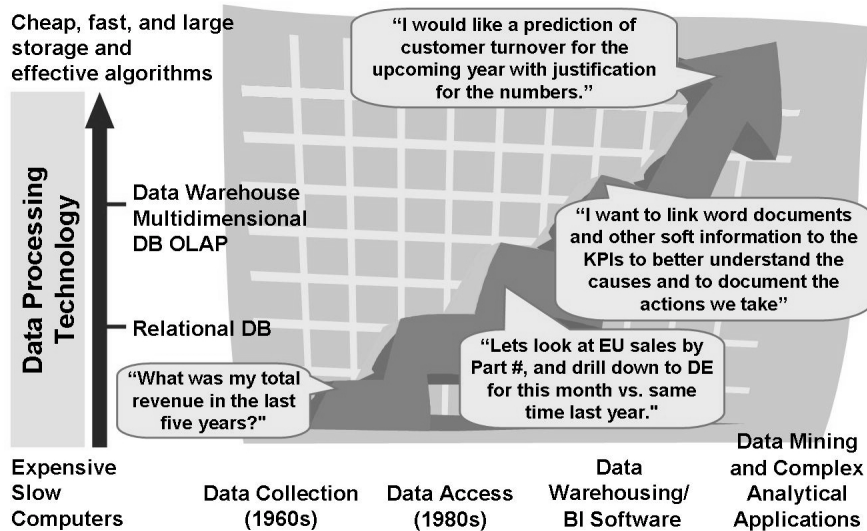 Cheap, fast, and large
storage and
effective algorithms
“I would like a prediction of
customer turnover for the
upcoming year with justification
for the numbers.”
Data Processing
Technology
Data Warehouse
Multidimensional
DB OLAP
“I want to link word documents
and other soft information to the
KPIs to better understand the
causes and to document the
actions we take”
Relational DB
“Lets look at EU sales by
Part #, and drill down to DE
for this month vs. same
time last year."
“What was my total
revenue in the last
five years?"
Expensive
Slow
Computers
Data Collection
(1960s)
Data Access
(1980s)
Data
Warehousing/
BI Software
Data Mining
and Complex
Analytical
Applications